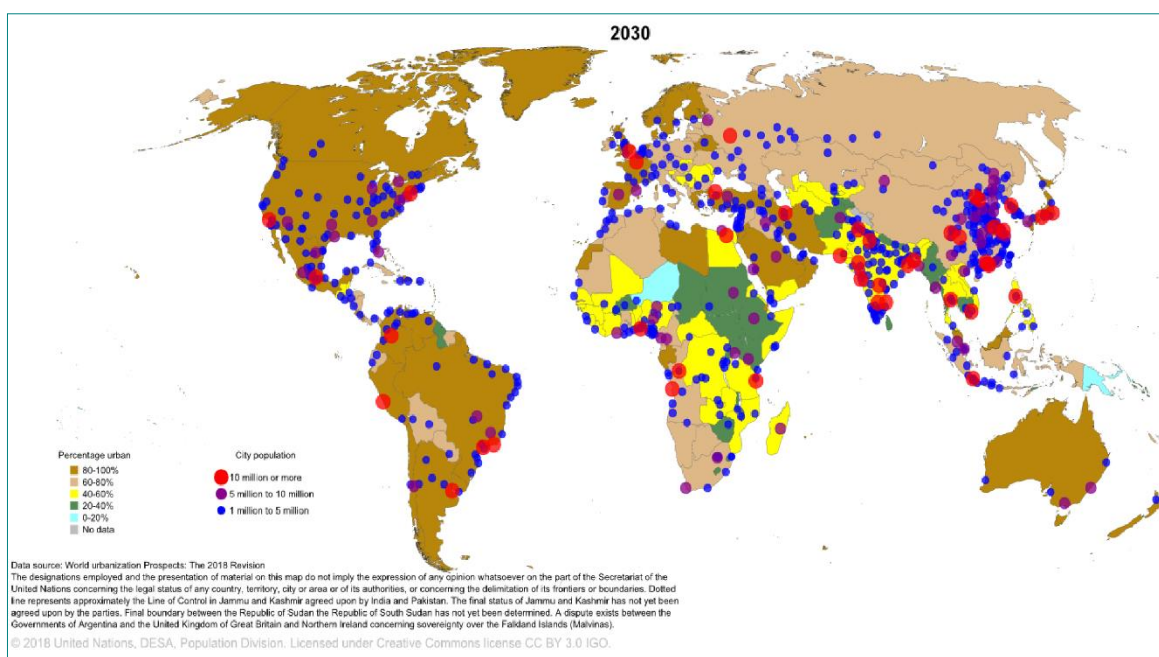 2030
Percentage urban
80-100%
60-80%
40-60%
20-40%
0-20%
No data
City population
10 million or more
5 million to 10 million
1 million to 5 million
Data source: World urbanization Prospects: The 2018 Revision
The designations employed and the presentation of material on this map do not imply the expression of any opinion whatsoever on the part of the Secretariat of the
United Nations concerning the legal status of any country, territory, city or area or of its authorities, or concerning the delimitation of its frontiers or boundaries. Dotted
line represents approximately the Line of Control in Jammu and Kashmir agreed upon by India and Pakistan. The final status of Jammu and Kashmir has not yet been
agreed upon by the parties. Final boundary between the Republic of Sudan the Republic of South Sudan has not yet been determined. A dispute exists between the
Governments of Argentina and the United Kingdom of Great Britain and Northern Ireland concerning sovereignty over the Falkland Islands (Malvinas).
© 2018 United Nations, DESA, Population Division. Licensed under Creative Commons license CC BY 3.0 IGO.